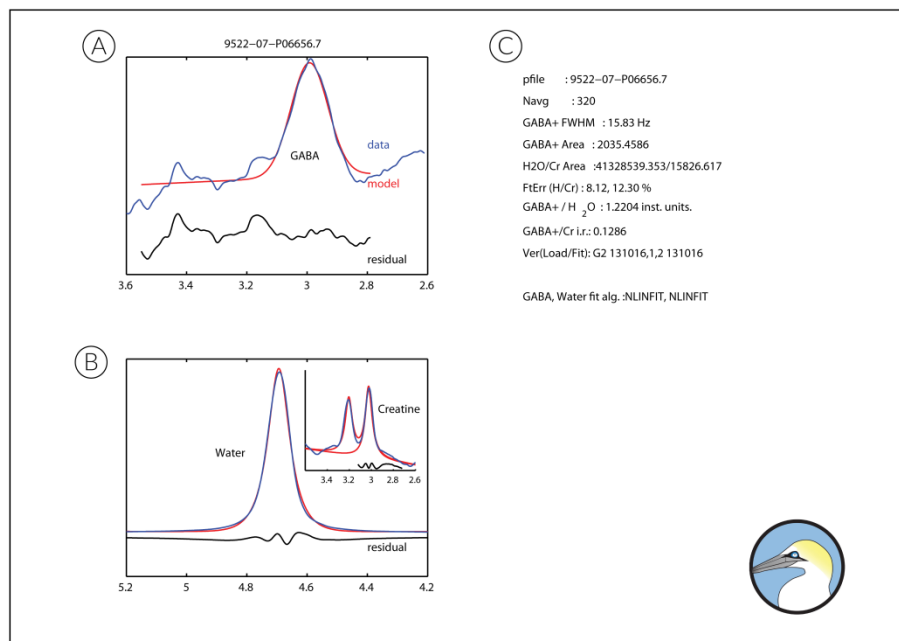 A
9522−07−P06656.7
data
GABA
model
residual
3.6 3.4 3.2 3 2.8 2.6
B
Creatine
Water
3.4 3.2 3.0 2.8 2.6
residual
5.2 5 4.8 4.6 4.4 4.2
C
pfile : 9522−07−P06656.7
Navg : 320
GABA+ FWHM : 15.83 Hz
GABA+ Area : 2035.4586
H2O/Cr Area :41328539.353/15826.617
FtErr (H/Cr) : 8.12, 12.30 %
GABA+ / H2O : 1.2204 inst. units.
GABA+/Cr i.r.: 0.1286
Ver(Load/Fit): G2 131016,1,2 131016
GABA, Water fit alg. :NLINFIT, NLINFIT